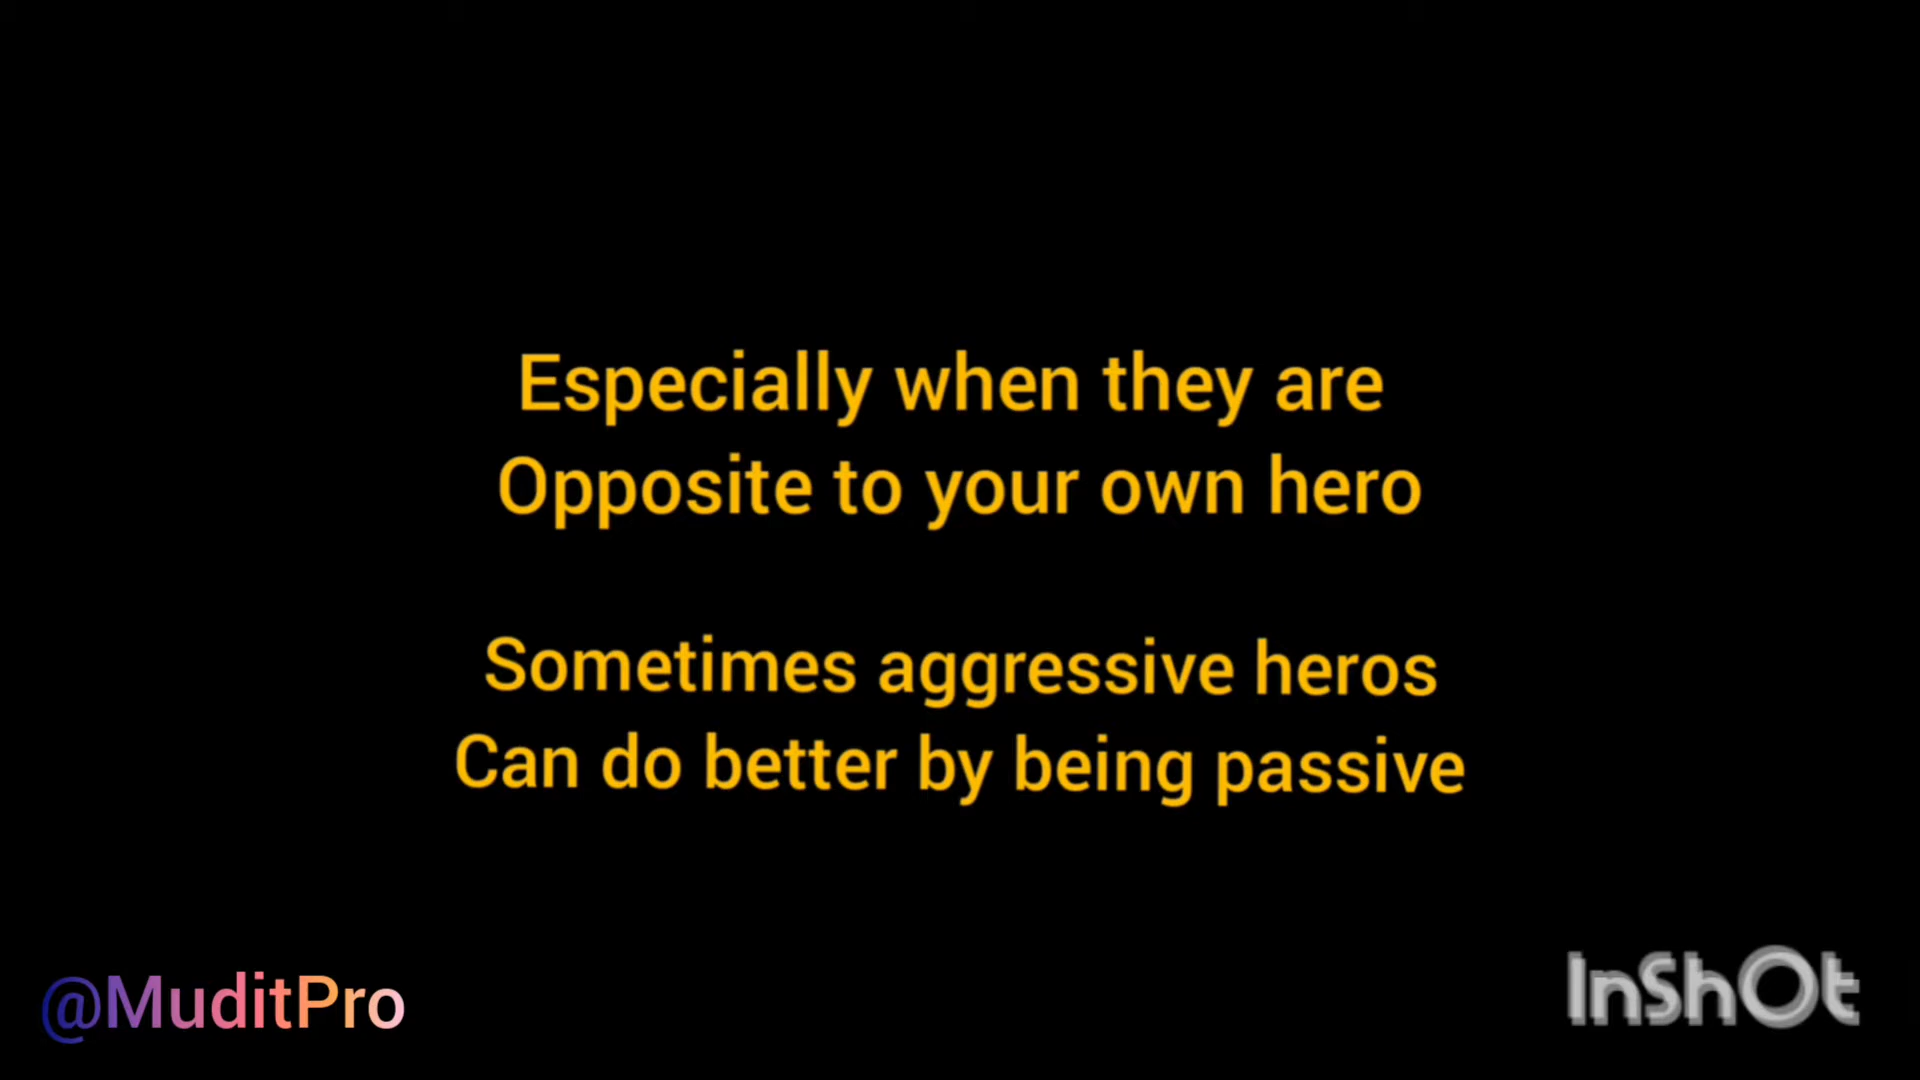 Especially when they are
Opposite to your own hero
Sometimes aggressive heros
Can do better by being passive
@MuditPro
InShOt